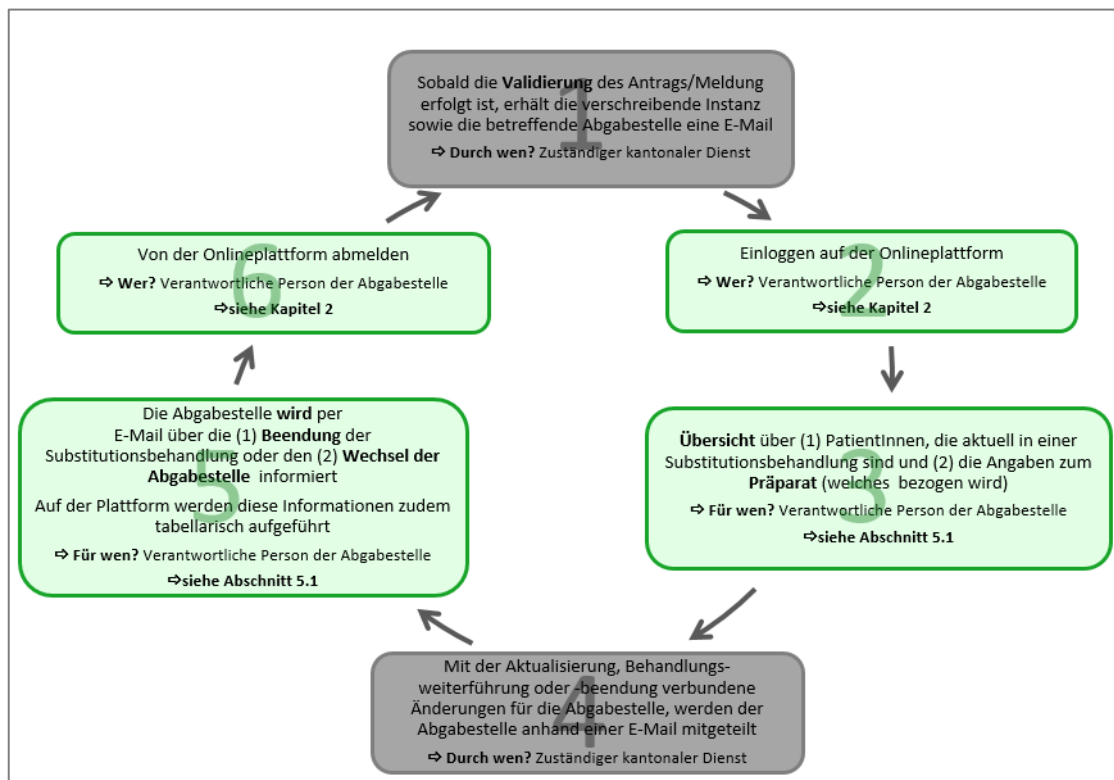 1
Sobald die Validierung des Antrags/Meldung
erfolgt ist, erhält die verschreibende Instanz
sowie die betreffende Abgabestelle eine E-Mail
⇨ Durch wen? Zuständiger kantonaler Dienst
2
Einloggen auf der Onlineplattform
⇨ Wer? Verantwortliche Person der Abgabestelle
⇨siehe Kapitel 2
3
Übersicht über (1) PatientInnen, die aktuell in einer
Substitutionsbehandlung sind und (2) die Angaben zum
Präparat (welches bezogen wird)
⇨ Für wen? Verantwortliche Person der Abgabestelle
⇨siehe Abschnitt 5.1
4
Mit der Aktualisierung, Behandlungs-
weiterführung oder -beendung verbundene
Änderungen für die Abgabestelle, werden der
Abgabestelle anhand einer E-Mail mitgeteilt
⇨ Durch wen? Zuständiger kantonaler Dienst
5
Die Abgabestelle wird per
E-Mail über die (1) Beendung der
Substitutionsbehandlung oder den (2) Wechsel der
Abgabestelle informiert
Auf der Plattform werden diese Informationen zudem
tabellarisch aufgeführt
⇨ Für wen? Verantwortliche Person der Abgabestelle
⇨siehe Abschnitt 5.1
6
Von der Onlineplattform abmelden
⇨ Wer? Verantwortliche Person der Abgabestelle
⇨siehe Kapitel 2